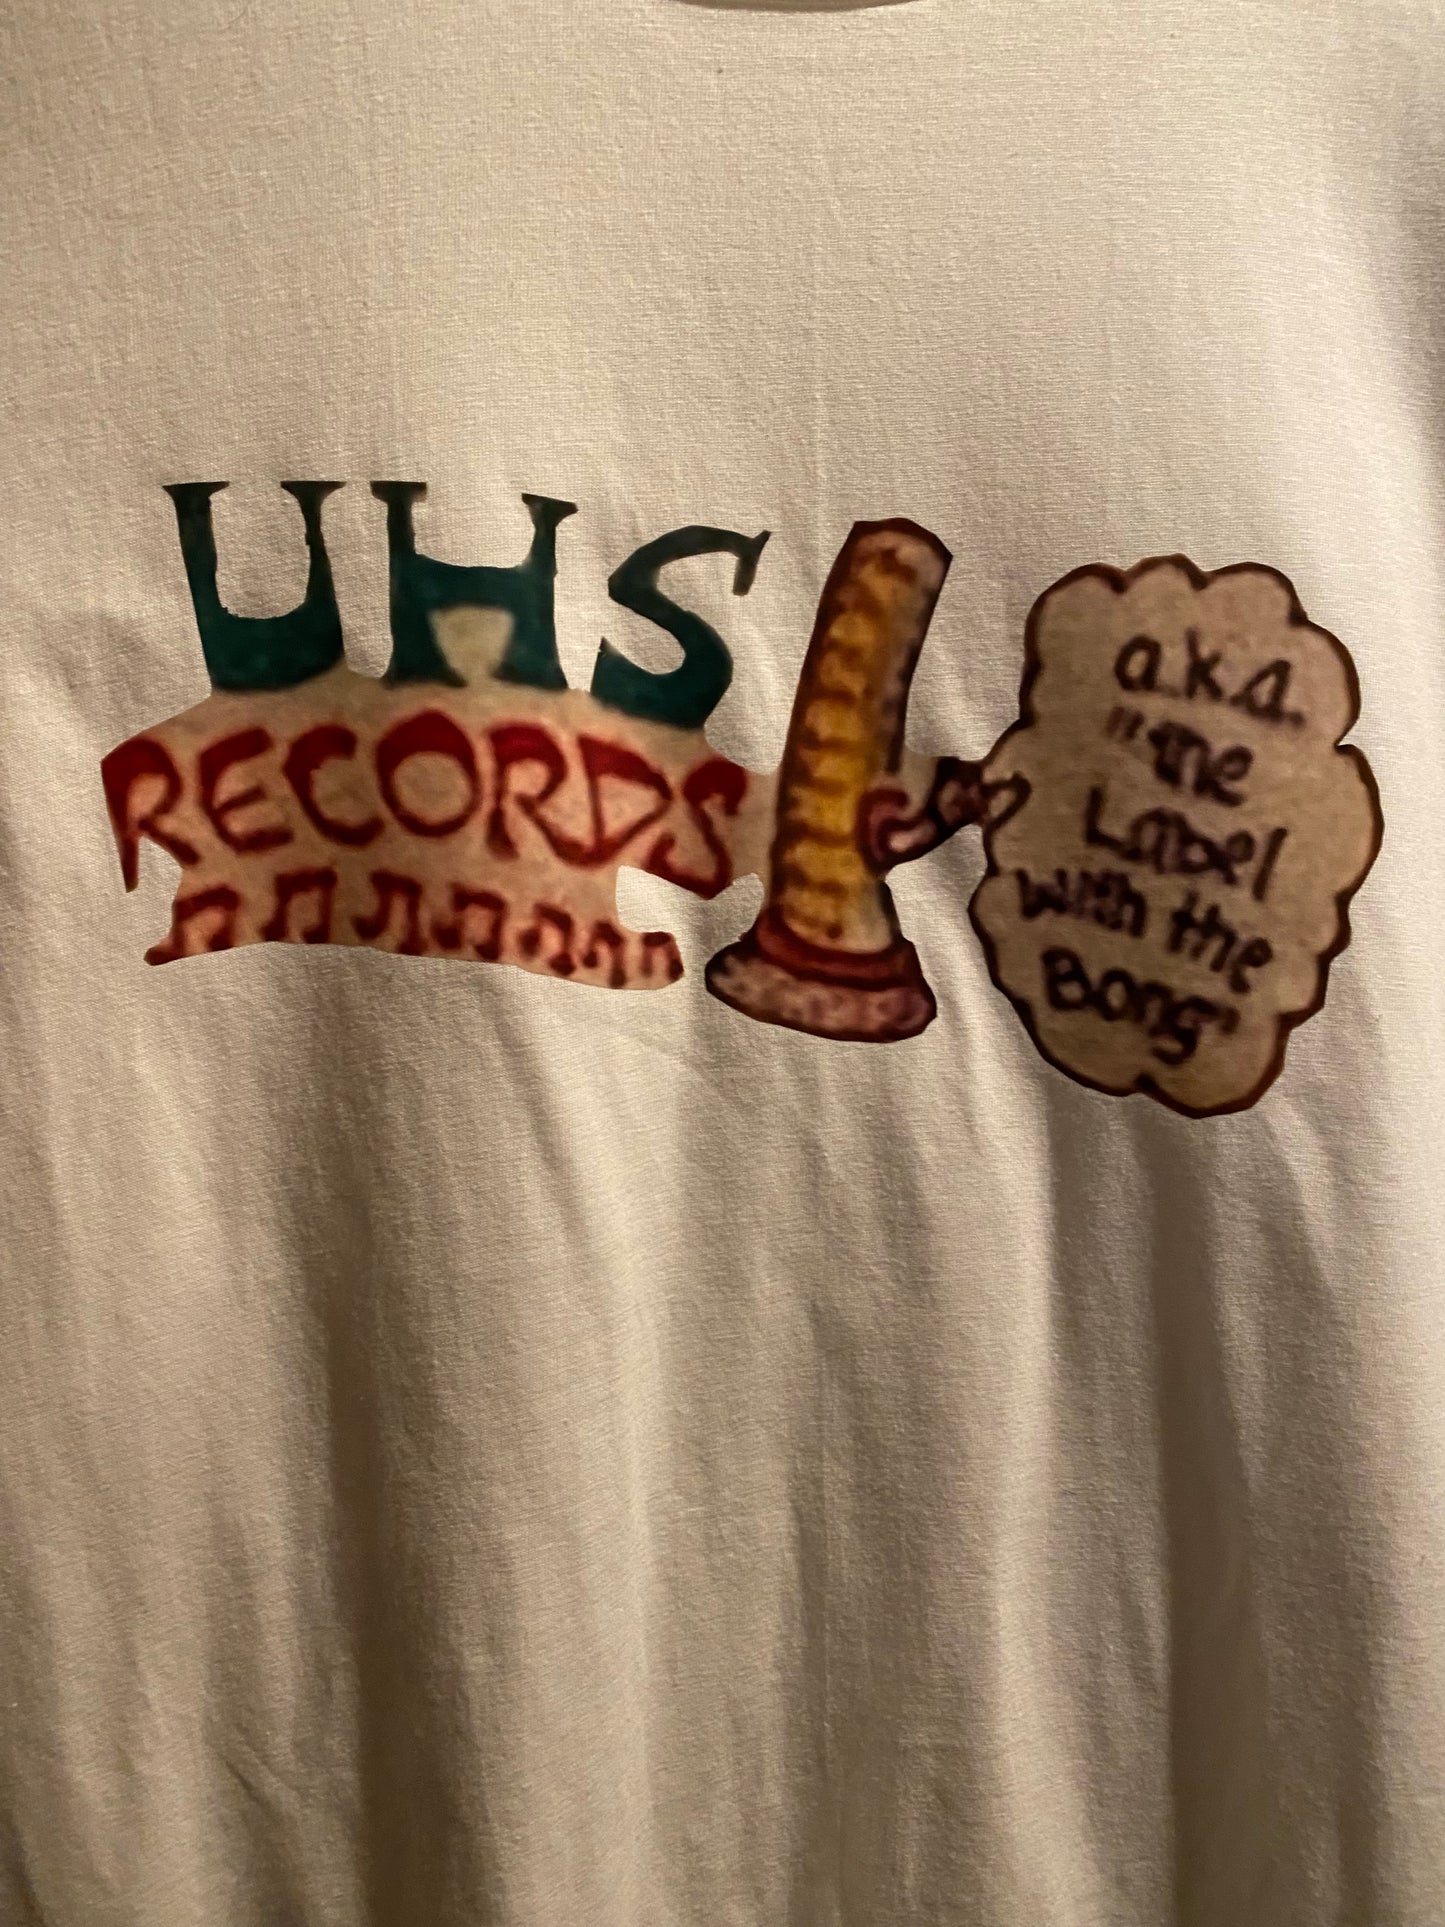 UHS
RECORDS
a.k.a.
"the
Label
with the
Bong"